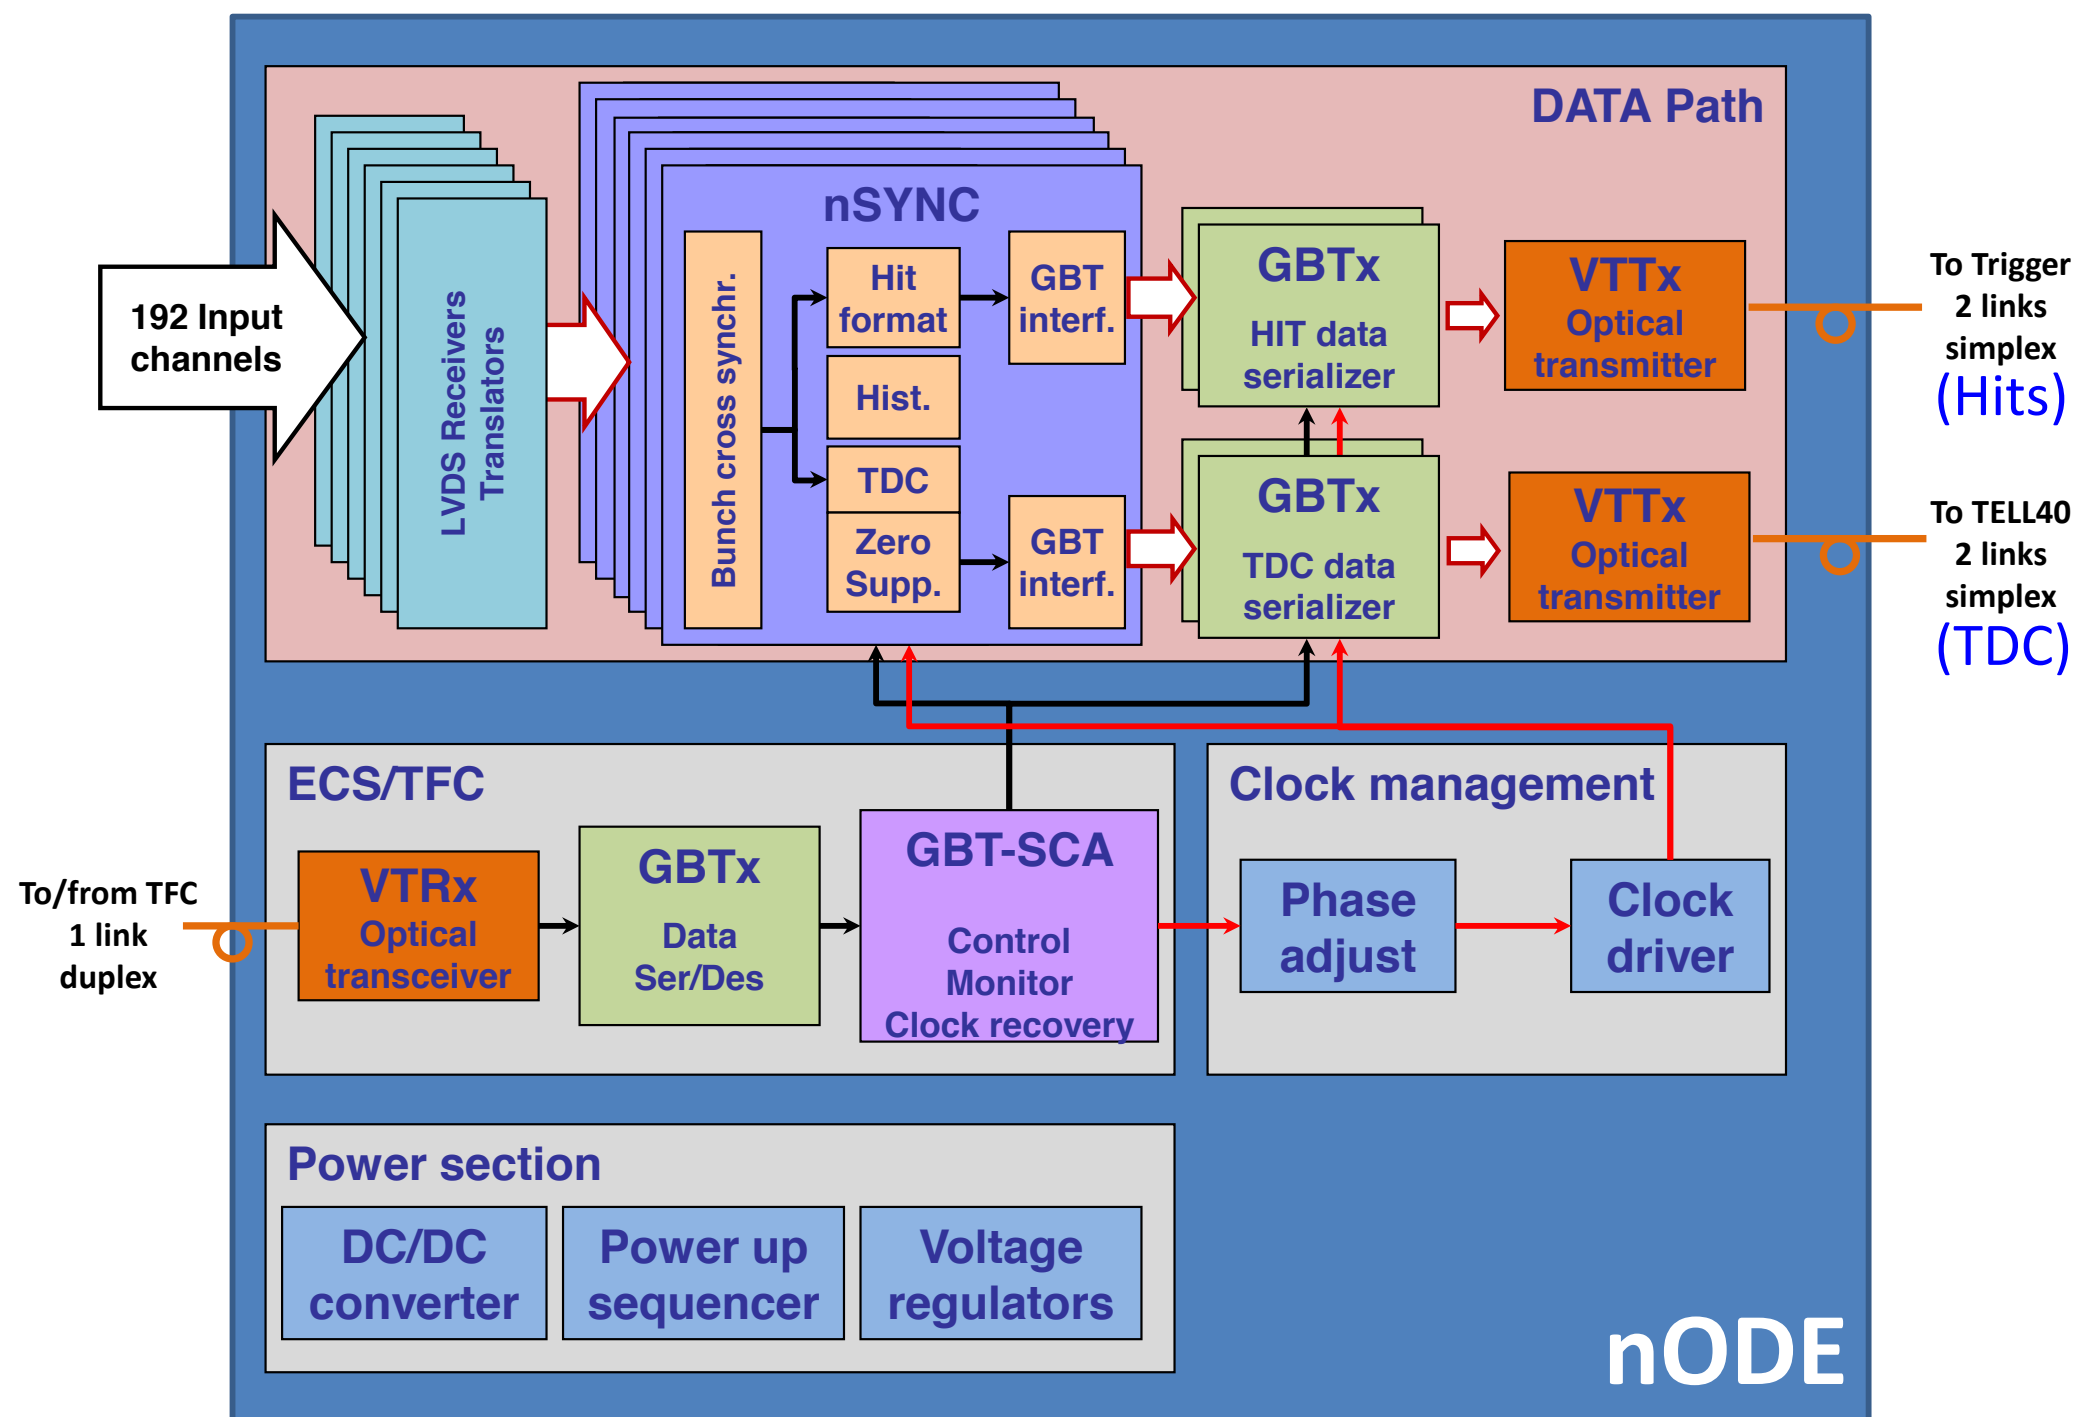 DATA Path
192 Input
channels
LVDS Receivers
Translators
nSYNC
Bunch cross synchr.
Hit
format
Hist.
TDC
Zero
Supp.
GBT
interf.
GBT
interf.
GBTx
HIT data
serializer
GBTx
TDC data
serializer
VTTx
Optical
transmitter
VTTx
Optical
transmitter
To Trigger
2 links
simplex
(Hits)
To TELL40
2 links
simplex
(TDC)
ECS/TFC
To/from TFC
1 link
duplex
VTRx
Optical
transceiver
GBTx
Data
Ser/Des
GBT-SCA
Control
Monitor
Clock recovery
Clock management
Phase
adjust
Clock
driver
Power section
DC/DC
converter
Power up
sequencer
Voltage
regulators
nODE